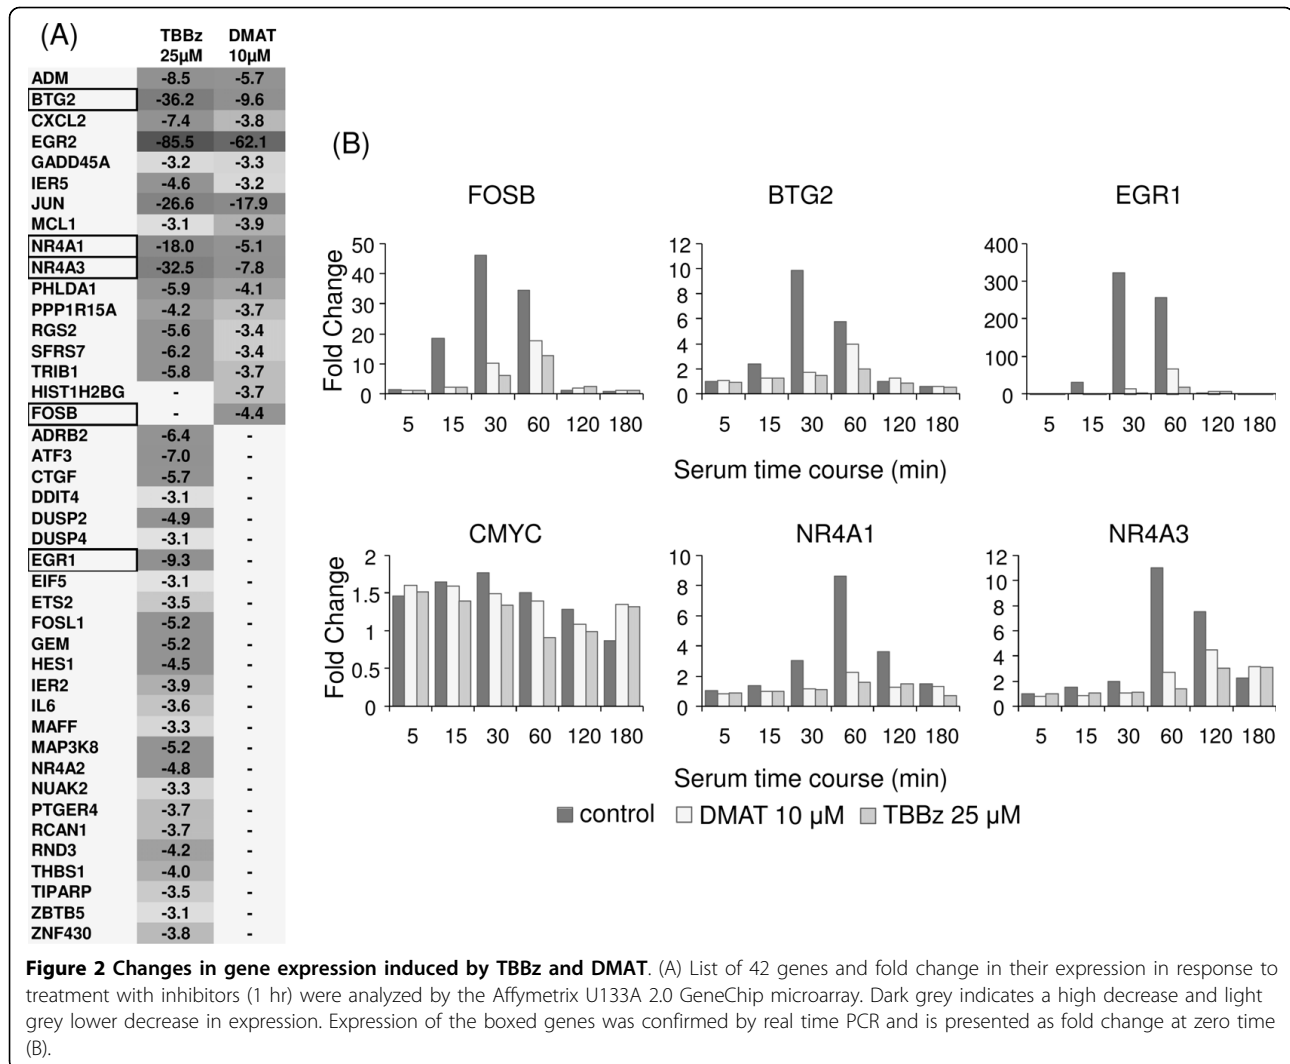 (A)
TBBz DMAT
25µM 10µM
ADM -8.5 -5.7
BTG2 -36.2 -9.6
CXCL2 -7.4 -3.8
EGR2 -85.5 -62.1
GADD45A -3.2 -3.3
IER5 -4.6 -3.2
JUN -26.6 -17.9
MCL1 -3.1 -3.9
NR4A1 -18.0 -5.1
NR4A3 -32.5 -7.8
PHLDA1 -5.9 -4.1
PPP1R15A -4.2 -3.7
RGS2 -5.6 -3.4
SFRS7 -6.2 -3.4
TRIB1 -5.8 -3.7
HIST1H2BG - -3.7
FOSB - -4.4
ADRB2 -6.4 -
ATF3 -7.0 -
CTGF -5.7 -
DDIT4 -3.1 -
DUSP2 -4.9 -
DUSP4 -3.1 -
EGR1 -9.3 -
EIF5 -3.1 -
ETS2 -3.5 -
FOSL1 -5.2 -
GEM -5.2 -
HES1 -4.5 -
IER2 -3.9 -
IL6 -3.6 -
MAFF -3.3 -
MAP3K8 -5.2 -
NR4A2 -4.8 -
NUAK2 -3.3 -
PTGER4 -3.7 -
RCAN1 -3.7 -
RND3 -4.2 -
THBS1 -4.0 -
TIPARP -3.5 -
ZBTB5 -3.1 -
ZNF430 -3.8 -
(B)
FOSB
Fold Change
50
40
30
20
10
0
5 15 30 60 120 180
BTG2
12
10
8
6
4
2
0
5 15 30 60 120 180
EGR1
400
300
200
100
0
5 15 30 60 120 180
Serum time course (min)
CMYC
Fold Change
2
1.5
1
0.5
0
5 15 30 60 120 180
NR4A1
10
8
6
4
2
0
5 15 30 60 120 180
NR4A3
12
10
8
6
4
2
0
5 15 30 60 120 180
Serum time course (min)
control DMAT 10 µM TBBz 25 µM
Figure 2 Changes in gene expression induced by TBBz and DMAT. (A) List of 42 genes and fold change in their expression in response to
treatment with inhibitors (1 hr) were analyzed by the Affymetrix U133A 2.0 GeneChip microarray. Dark grey indicates a high decrease and light
grey lower decrease in expression. Expression of the boxed genes was confirmed by real time PCR and is presented as fold change at zero time
(B).